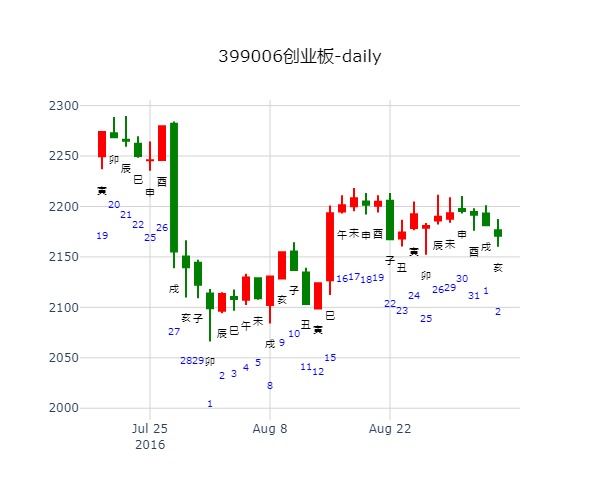 399006创业板-daily
2300
2250
2200
2150
2100
2050
2000
寅
卯
辰
巳
申
酉
戌
亥
子
卯
辰
巳
午
未
戌
亥
子
丑
寅
巳
午
未
申
酉
子
丑
寅
卯
辰
未
申
酉
戌
亥
19
20
21
22
25
26
27
28
29
1
2
3
4
5
8
9
10
11
12
15
16
17
18
19
22
23
24
25
26
29
30
31
1
2
Jul 25
2016
Aug 8
Aug 22